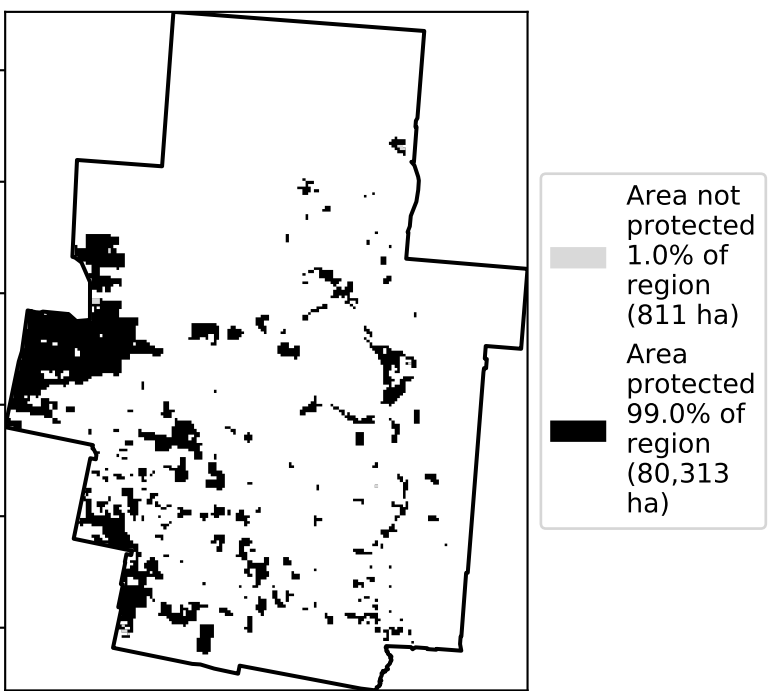 Area not
protected
1.0% of
region
(811 ha)
Area
protected
99.0% of
region
(80,313
ha)